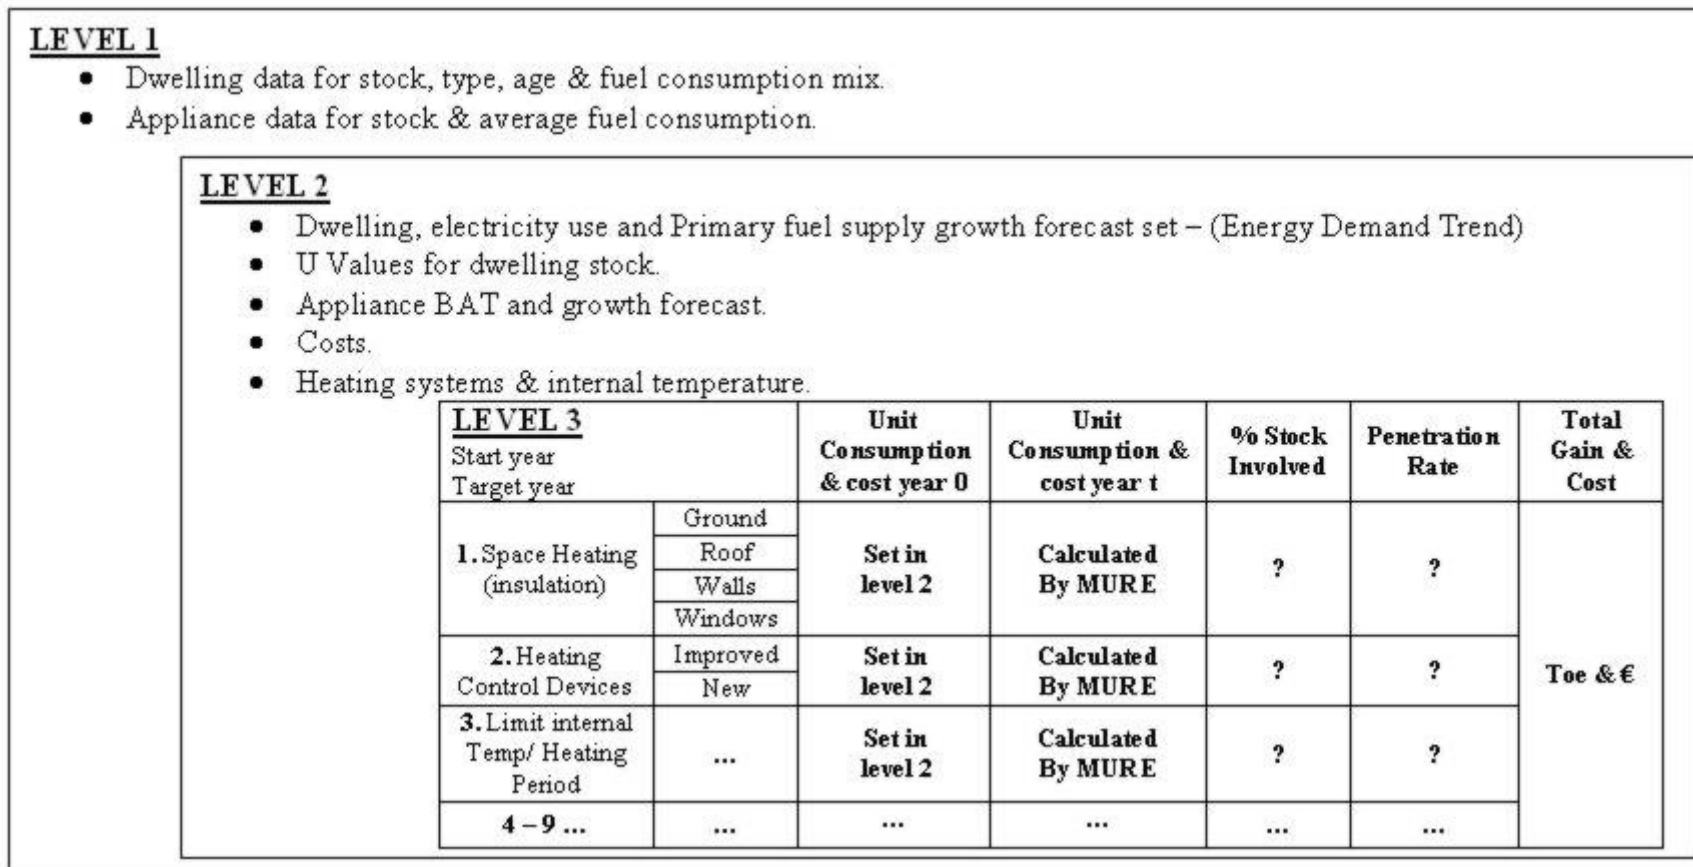 LEVEL 1
• Dwelling data for stock, type, age & fuel consumption mix.
• Appliance data for stock & average fuel consumption.
LEVEL 2
• Dwelling, electricity use and Primary fuel supply growth forecast set – (Energy Demand Trend)
• U Values for dwelling stock.
• Appliance BAT and growth forecast.
• Costs.
• Heating systems & internal temperature.
LEVEL 3
Start year
Target year
Unit
Consumption
& cost year 0
Unit
Consumption &
cost year t
% Stock
Involved
Penetration
Rate
Total
Gain &
Cost
1. Space Heating
(insulation)
Ground
Roof
Walls
Windows
Set in
level 2
Calculated
By MURE
?
?
Toe & €
2. Heating
Control Devices
Improved
New
Set in
level 2
Calculated
By MURE
?
?
3. Limit internal
Temp/ Heating
Period
...
Set in
level 2
Calculated
By MURE
?
?
4 – 9 ...
...
...
...
...
...